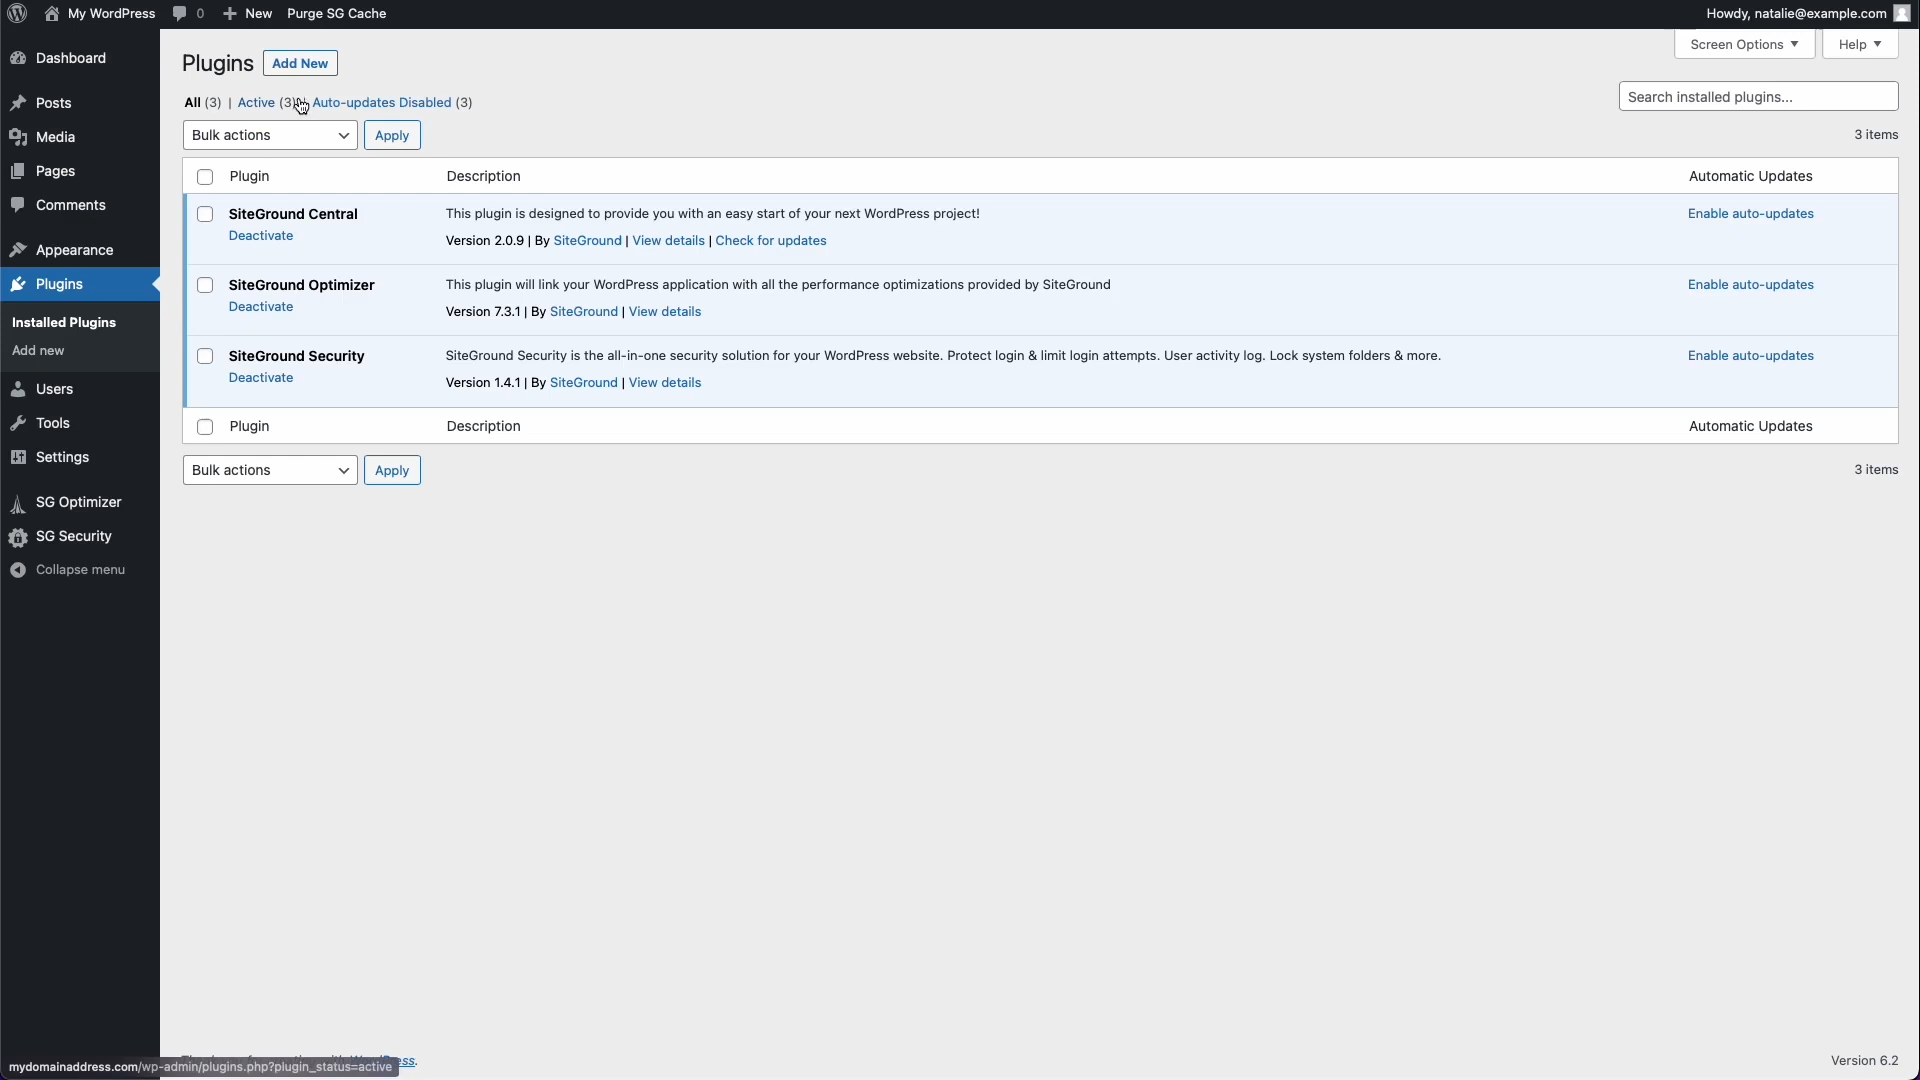 My WordPress 0 New Purge SG Cache Howdy, natalie@example.com
Screen Options Help
Dashboard
Posts
Media
Pages
Comments
Appearance
Plugins
Installed Plugins
Add new
Users
Tools
Settings
SG Optimizer
SG Security
Collapse menu
Plugins Add New
All (3) | Active (3) Auto-updates Disabled (3)
Search installed plugins...
Bulk actions Apply 3 items
Plugin Description Automatic Updates
SiteGround Central This plugin is designed to provide you with an easy start of your next WordPress project! Enable auto-updates
Deactivate Version 2.0.9 | By SiteGround | View details | Check for updates
SiteGround Optimizer This plugin will link your WordPress application with all the performance optimizations provided by SiteGround Enable auto-updates
Deactivate Version 7.3.1 | By SiteGround | View details
SiteGround Security SiteGround Security is the all-in-one security solution for your WordPress website. Protect login & limit login attempts. User activity log. Lock system folders & more. Enable auto-updates
Deactivate Version 1.4.1 | By SiteGround | View details
Plugin Description Automatic Updates
Bulk actions Apply 3 items
Version 6.2
mydomainaddress.com/wp-admin/plugins.php?plugin_status=active